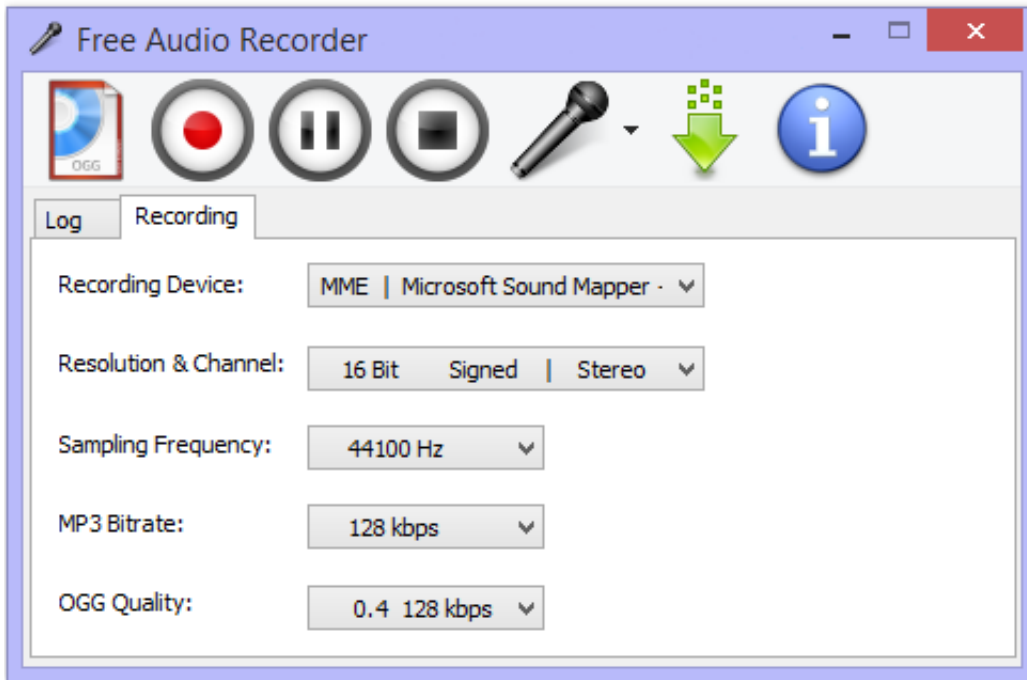 Free Audio Recorder
OGG
Log Recording
Recording Device: MME | Microsoft Sound Mapper -
Resolution & Channel: 16 Bit Signed | Stereo
Sampling Frequency: 44100 Hz
MP3 Bitrate: 128 kbps
OGG Quality: 0.4 128 kbps